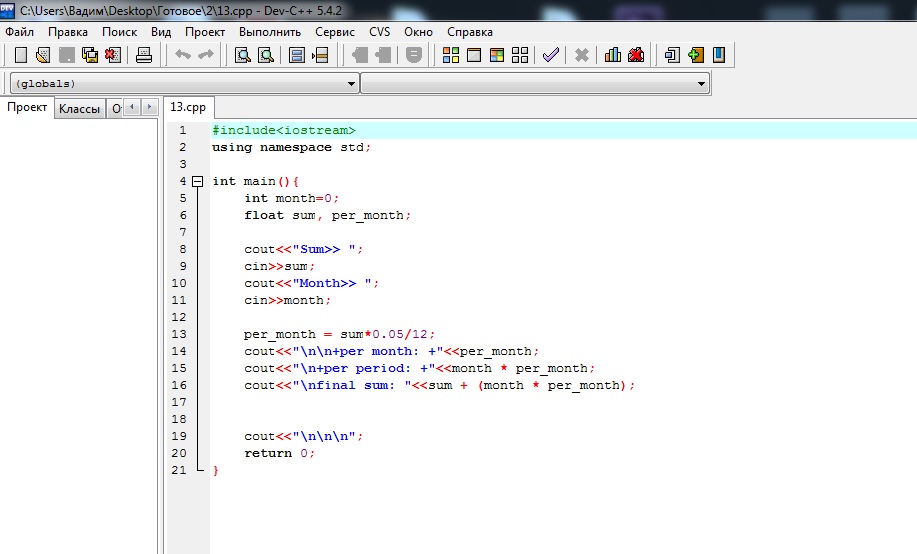 C:\Users\Вадим\Desktop\Готовое\2\13.cpp - Dev-C++ 5.4.2
Файл Правка Поиск Вид Проект Выполнить Сервис CVS Окно Справка
(globals)
Проект Классы О
13.cpp
1 #include<iostream>
2 using namespace std;
3
4 int main(){
5 int month=0;
6 float sum, per_month;
7
8 cout<<"Sum>> ";
9 cin>>sum;
10 cout<<"Month>> ";
11 cin>>month;
12
13 per_month = sum*0.05/12;
14 cout<<"\n\n+per month: +"<<per_month;
15 cout<<"\n+per period: +"<<month * per_month;
16 cout<<"\nfinal sum: "<<sum + (month * per_month);
17
18
19 cout<<"\n\n\n";
20 return 0;
21 }